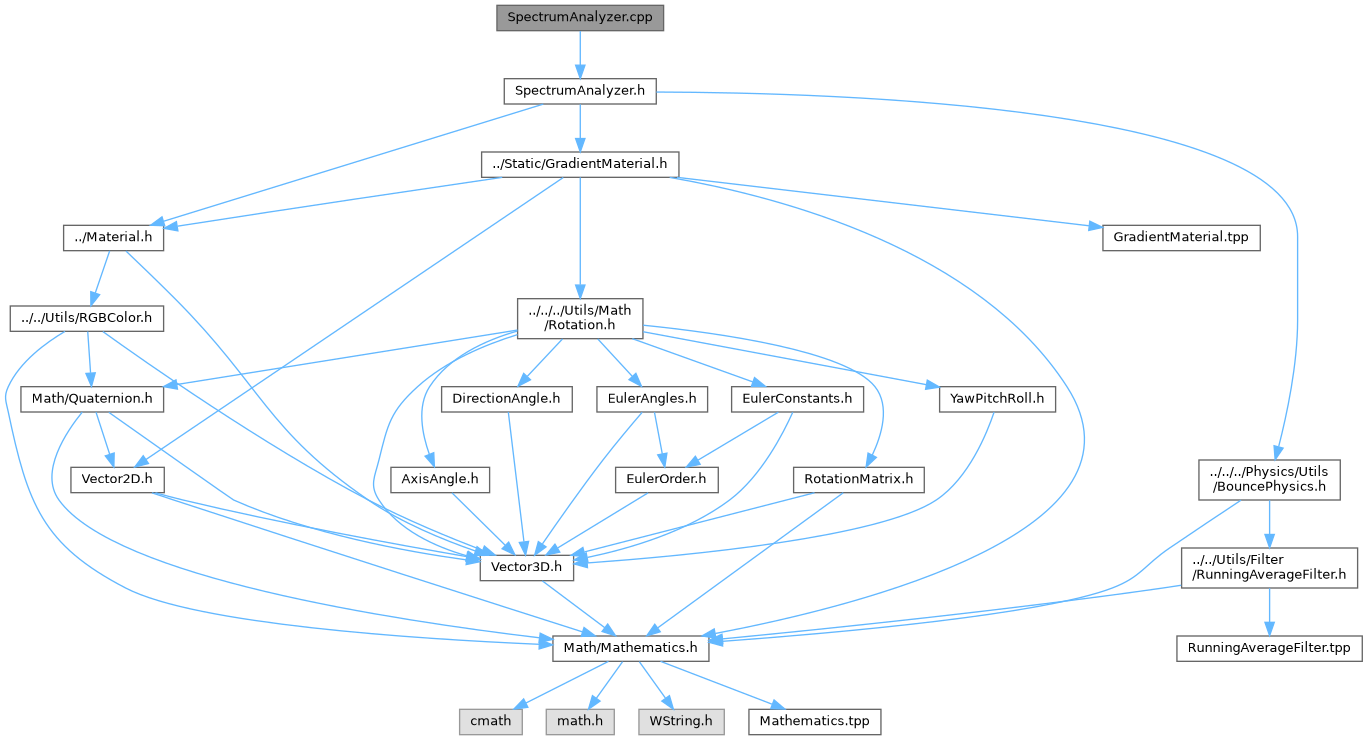 SpectrumAnalyzer.cpp
SpectrumAnalyzer.h
../Static/GradientMaterial.h
../Material.h
GradientMaterial.tpp
../../Utils/RGBColor.h
../../../Utils/Math
/Rotation.h
Math/Quaternion.h
DirectionAngle.h
EulerAngles.h
EulerConstants.h
YawPitchRoll.h
Vector2D.h
AxisAngle.h
EulerOrder.h
RotationMatrix.h
../../../Physics/Utils
/BouncePhysics.h
Vector3D.h
../../Utils/Filter
/RunningAverageFilter.h
Math/Mathematics.h
RunningAverageFilter.tpp
cmath
math.h
WString.h
Mathematics.tpp